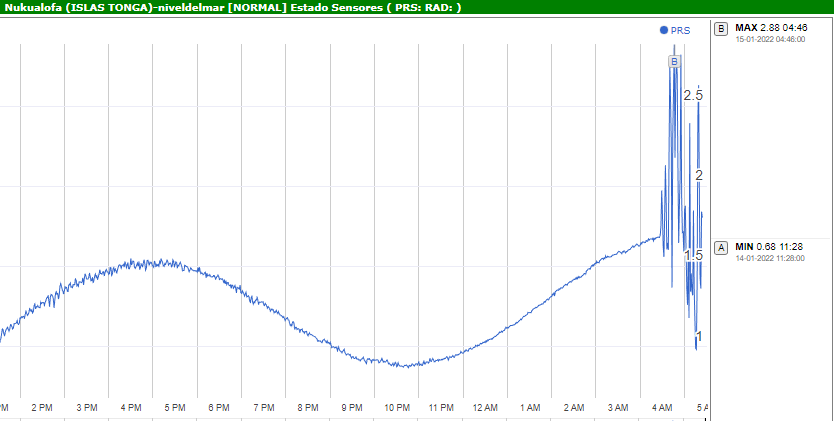 Nukualofa (ISLAS TONGA)-niveldelmar [NORMAL] Estado Sensores ( PRS: RAD: )
PRS
B MAX 2.88 04:46
15-01-2022 04:46:00
B
2.5
2
1.5
1
A MIN 0.68 11:28
14-01-2022 11:28:00
PM 2 PM 3 PM 4 PM 5 PM 6 PM 7 PM 8 PM 9 PM 10 PM 11 PM 12 AM 1 AM 2 AM 3 AM 4 AM 5 A